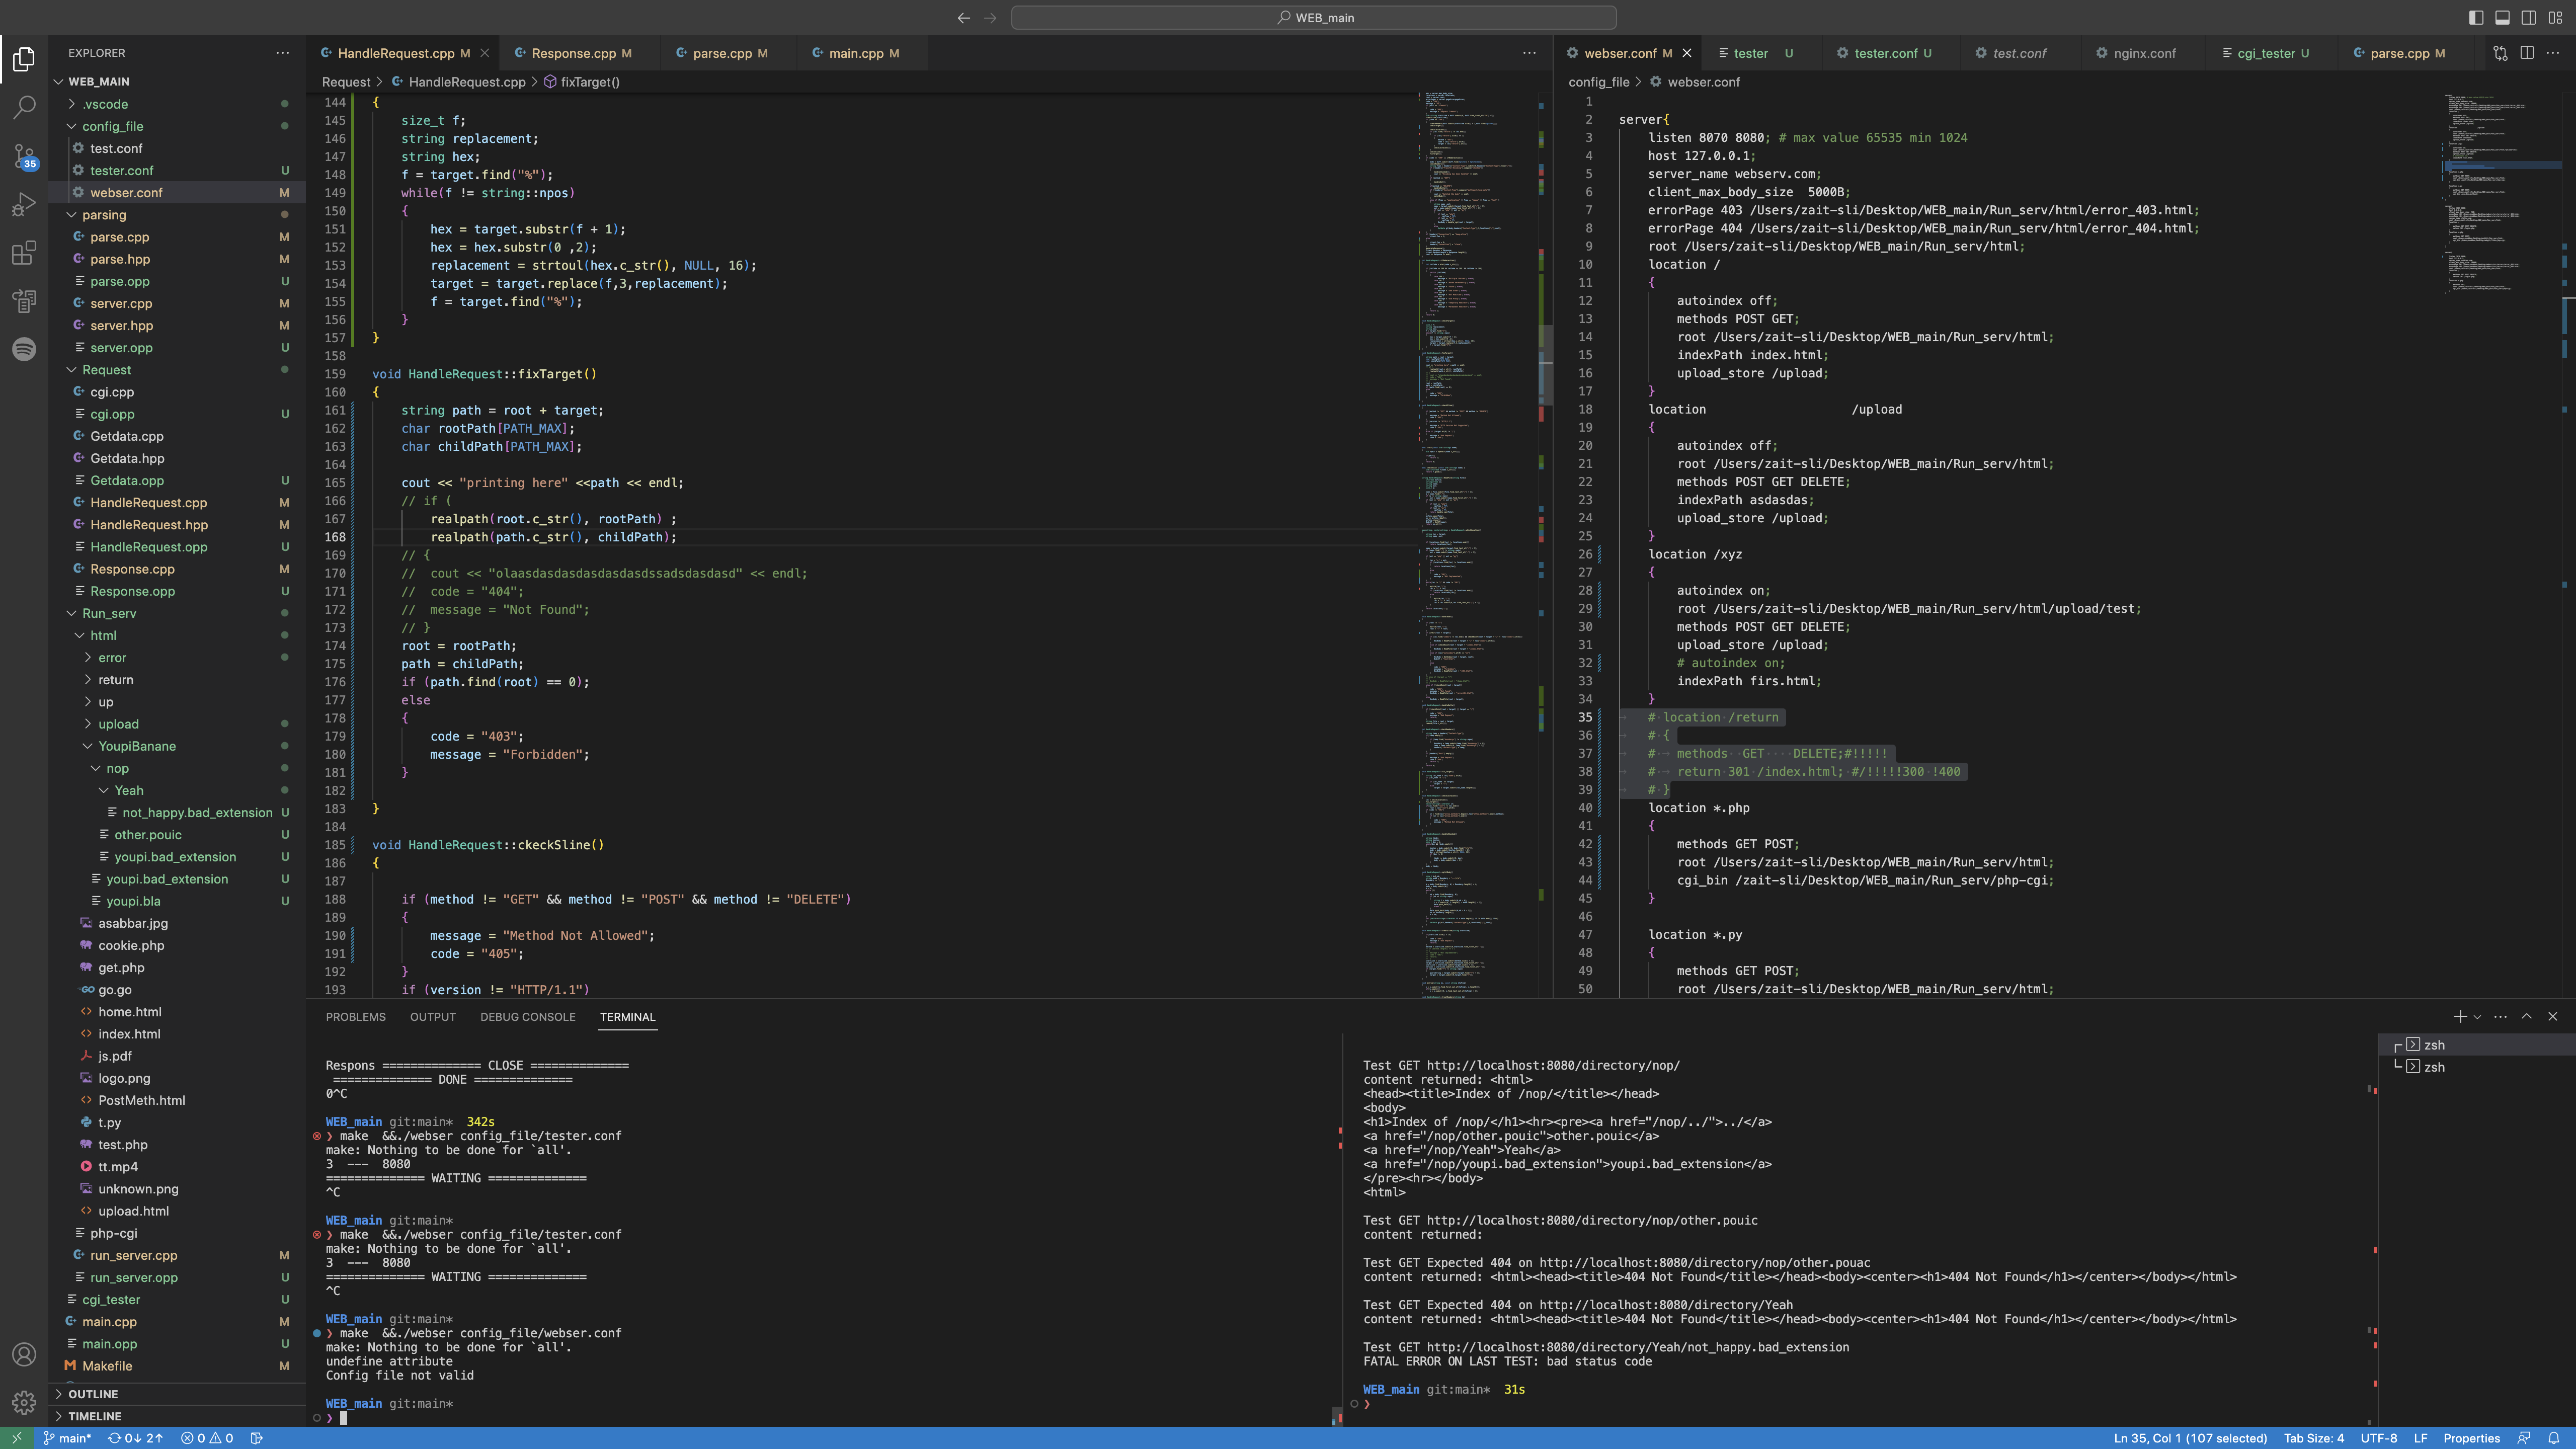 WEB_main
EXPLORER
WEB_MAIN
.vscode
config_file
test.conf
tester.conf U
webser.conf M
parsing
parse.cpp M
parse.hpp M
parse.opp U
server.cpp M
server.hpp M
server.opp U
Request
cgi.cpp
cgi.opp U
Getdata.cpp
Getdata.hpp
Getdata.opp U
HandleRequest.cpp M
HandleRequest.hpp M
HandleRequest.opp U
Response.cpp M
Response.opp U
Run_serv
html
error
return
up
upload
YoupiBanane
nop
Yeah
not_happy.bad_extension U
other.pouic U
youpi.bad_extension U
youpi.bad_extension U
youpi.bla U
asabbar.jpg
cookie.php
get.php
go.go
home.html
index.html
js.pdf
logo.png
PostMeth.html
t.py
test.php
tt.mp4
unknown.png
upload.html
php-cgi
run_server.cpp M
run_server.opp U
cgi_tester U
main.cpp M
main.opp U
Makefile M
OUTLINE
TIMELINE
35
HandleRequest.cpp M
Response.cpp M
parse.cpp M
main.cpp M
Request > HandleRequest.cpp > fixTarget()
144 {
145 size_t f;
146 string replacement;
147 string hex;
148 f = target.find("%");
149 while(f != string::npos)
150 {
151 hex = target.substr(f + 1);
152 hex = hex.substr(0 ,2);
153 replacement = strtoul(hex.c_str(), NULL, 16);
154 target = target.replace(f,3,replacement);
155 f = target.find("%");
156 }
157 }
158
159 void HandleRequest::fixTarget()
160 {
161 string path = root + target;
162 char rootPath[PATH_MAX];
163 char childPath[PATH_MAX];
164
165 cout << "printing here" <<path << endl;
166 // if (
167 realpath(root.c_str(), rootPath) ;
168 realpath(path.c_str(), childPath);
169 // {
170 // cout << "olaasdasdasdasdasdasdssadsdasdasd" << endl;
171 // code = "404";
172 // message = "Not Found";
173 // }
174 root = rootPath;
175 path = childPath;
176 if (path.find(root) == 0);
177 else
178 {
179 code = "403";
180 message = "Forbidden";
181 }
182
183 }
184
185 void HandleRequest::ckeckSline()
186 {
187
188 if (method != "GET" && method != "POST" && method != "DELETE")
189 {
190 message = "Method Not Allowed";
191 code = "405";
192 }
193 if (version != "HTTP/1.1")
webser.conf M
tester U
tester.conf U
test.conf
nginx.conf
cgi_tester U
parse.cpp M
config_file > webser.conf
1
2 server{
3 listen 8070 8080; # max value 65535 min 1024
4 host 127.0.0.1;
5 server_name webserv.com;
6 client_max_body_size 5000B;
7 errorPage 403 /Users/zait-sli/Desktop/WEB_main/Run_serv/html/error_403.html;
8 errorPage 404 /Users/zait-sli/Desktop/WEB_main/Run_serv/html/error_404.html;
9 root /Users/zait-sli/Desktop/WEB_main/Run_serv/html;
10 location /
11 {
12 autoindex off;
13 methods POST GET;
14 root /Users/zait-sli/Desktop/WEB_main/Run_serv/html;
15 indexPath index.html;
16 upload_store /upload;
17 }
18 location /upload
19 {
20 autoindex off;
21 root /Users/zait-sli/Desktop/WEB_main/Run_serv/html;
22 methods POST GET DELETE;
23 indexPath asdasdas;
24 upload_store /upload;
25 }
26 location /xyz
27 {
28 autoindex on;
29 root /Users/zait-sli/Desktop/WEB_main/Run_serv/html/upload/test;
30 methods POST GET DELETE;
31 upload_store /upload;
32 # autoindex on;
33 indexPath firs.html;
34 }
35 # location /return
36 # {
37 # methods GET DELETE;#!!!!!
38 # return 301 /index.html; #/!!!!!300 !400
39 # }
40 location *.php
41 {
42 methods GET POST;
43 root /Users/zait-sli/Desktop/WEB_main/Run_serv/html;
44 cgi_bin /zait-sli/Desktop/WEB_main/Run_serv/php-cgi;
45 }
46
47 location *.py
48 {
49 methods GET POST;
50 root /Users/zait-sli/Desktop/WEB_main/Run_serv/html;
PROBLEMS OUTPUT DEBUG CONSOLE TERMINAL
Respons ============== CLOSE ==============
============== DONE ==============
0^C
WEB_main git:main* 342s
❯ make &&./webser config_file/tester.conf
make: Nothing to be done for `all'.
3 --- 8080
============== WAITING ==============
^C
WEB_main git:main*
❯ make &&./webser config_file/tester.conf
make: Nothing to be done for `all'.
3 --- 8080
============== WAITING ==============
^C
WEB_main git:main*
❯ make &&./webser config_file/webser.conf
make: Nothing to be done for `all'.
undefine attribute
Config file not valid
WEB_main git:main*
❯
Test GET http://localhost:8080/directory/nop/
content returned: <html>
<head><title>Index of /nop/</title></head>
<body>
<h1>Index of /nop/</h1><hr><pre><a href="/nop/../">../</a>
<a href="/nop/other.pouic">other.pouic</a>
<a href="/nop/Yeah">Yeah</a>
<a href="/nop/youpi.bad_extension">youpi.bad_extension</a>
</pre><hr></body>
<html>
Test GET http://localhost:8080/directory/nop/other.pouic
content returned:
Test GET Expected 404 on http://localhost:8080/directory/nop/other.pouac
content returned: <html><head><title>404 Not Found</title></head><body><center><h1>404 Not Found</h1></center></body></html>
Test GET Expected 404 on http://localhost:8080/directory/Yeah
content returned: <html><head><title>404 Not Found</title></head><body><center><h1>404 Not Found</h1></center></body></html>
Test GET http://localhost:8080/directory/Yeah/not_happy.bad_extension
FATAL ERROR ON LAST TEST: bad status code
WEB_main git:main* 31s
❯
zsh
zsh
main* 0↓ 2↑ 0 0
Ln 35, Col 1 (107 selected) Tab Size: 4 UTF-8 LF Properties